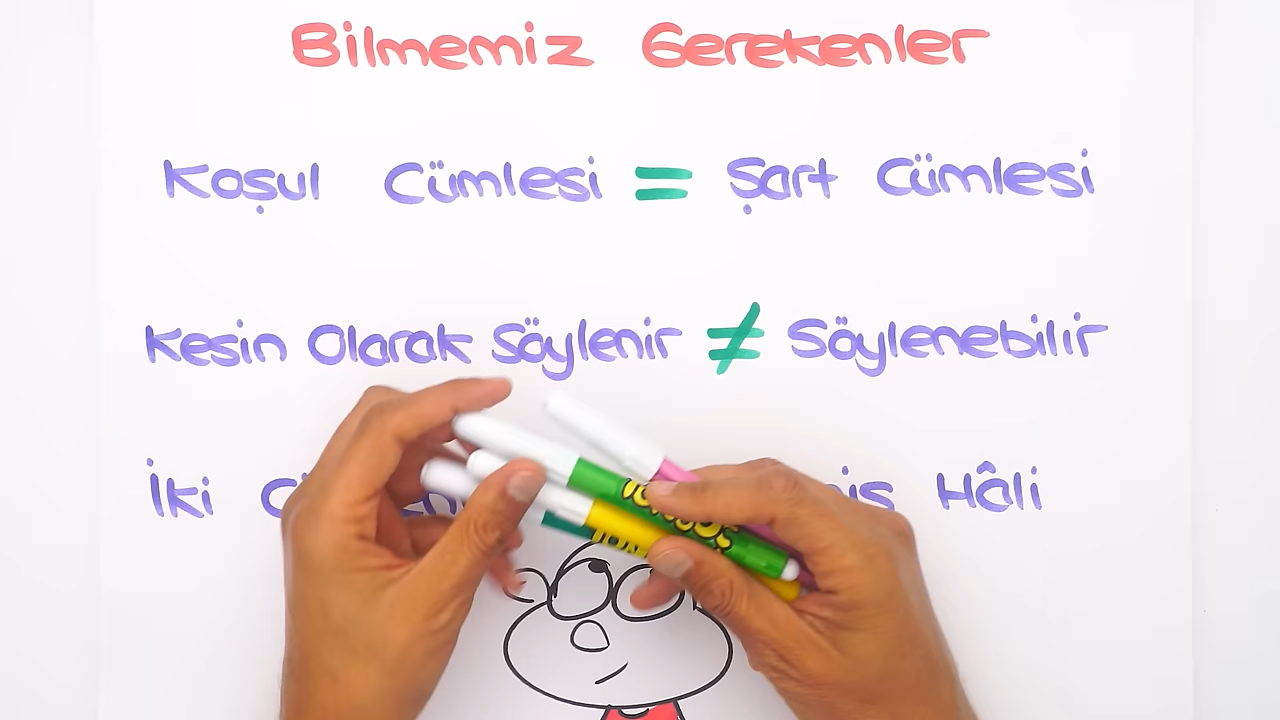 Bilmemiz Gerekenler
Koşul Cümlesi = Şart Cümlesi
Kesin Olarak Söylenir ≠ Söylenebilir
İki Hâli